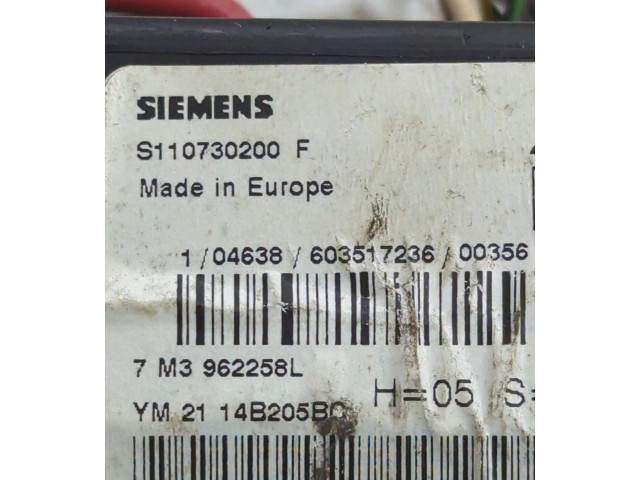 SIEMENS
S110730200 F
Made in Europe
1/04638/603517236/00356
7 M3 962258L
H=05 S=
YM 21 14B205BC